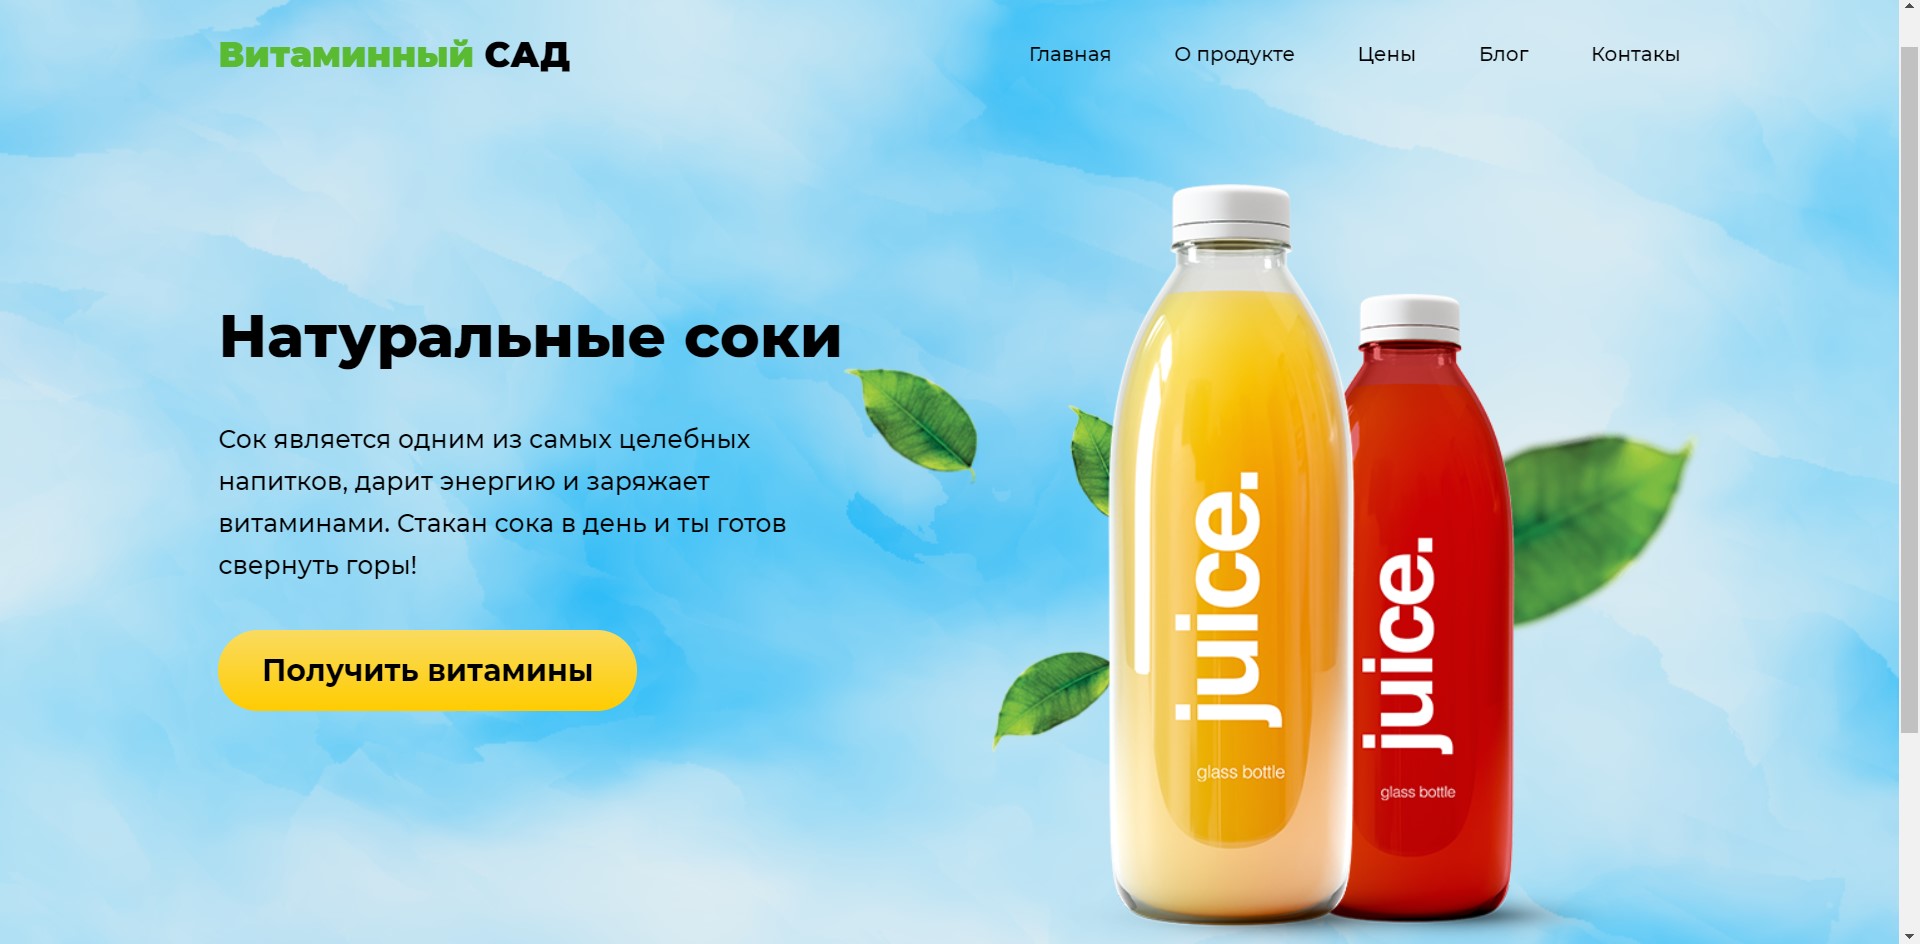 Витаминный САД
Главная О продукте Цены Блог Контакы
Натуральные соки
Сок является одним из самых целебных
напитков, дарит энергию и заряжает
витаминами. Стакан сока в день и ты готов
свернуть горы!
Получить витамины
juice.
glass bottle
juice.
glass bottle